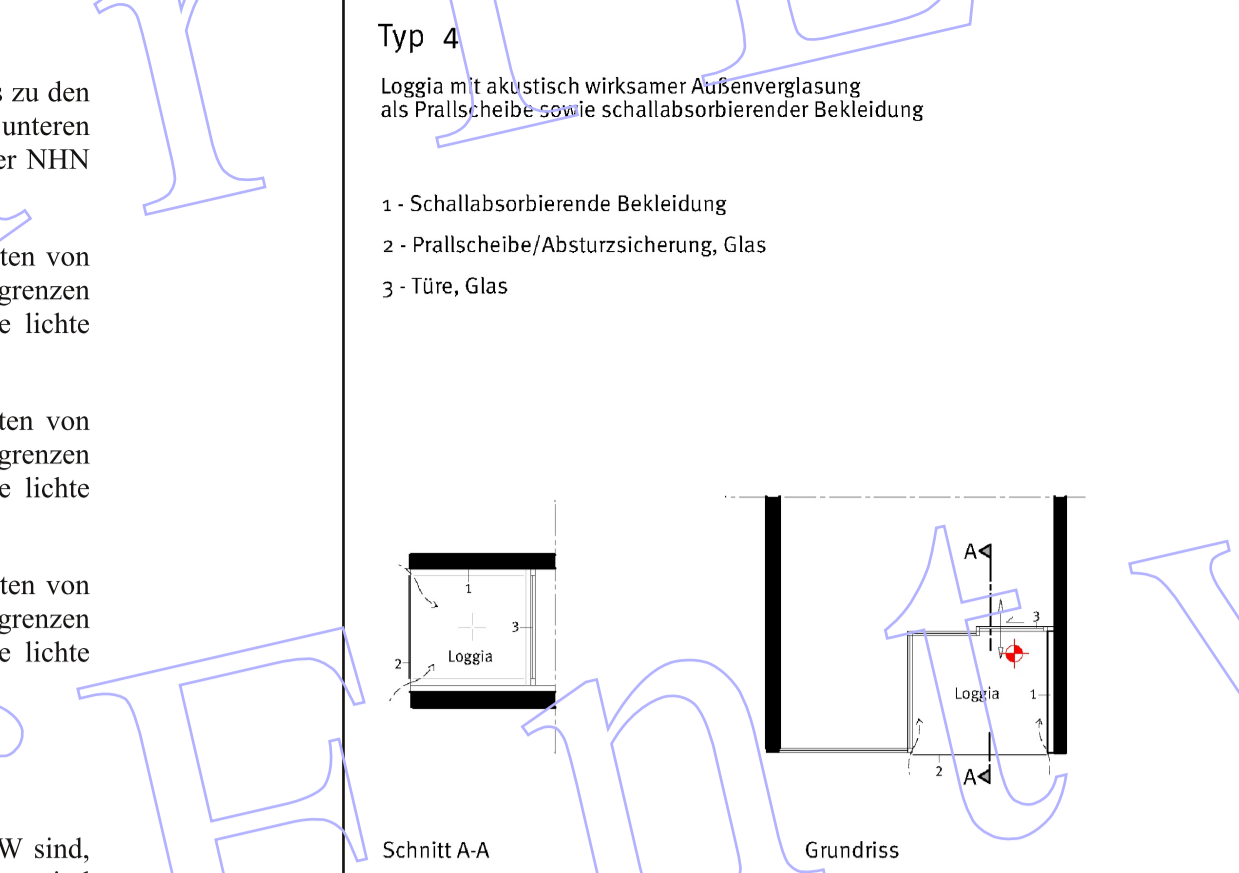 s zu den
unteren
er NHN
ten von
grenzen
e lichte
ten von
grenzen
e lichte
ten von
grenzen
e lichte
W sind,
Typ 4
Loggia mit akustisch wirksamer Außenverglasung
als Prallscheibe sowie schallabsorbierender Bekleidung
1 - Schallabsorbierende Bekleidung
2 - Prallscheibe/Absturzsicherung, Glas
3 - Türe, Glas
1
3
2
Loggia
A
3
Loggia
1
2
A
Schnitt A-A
Grundriss